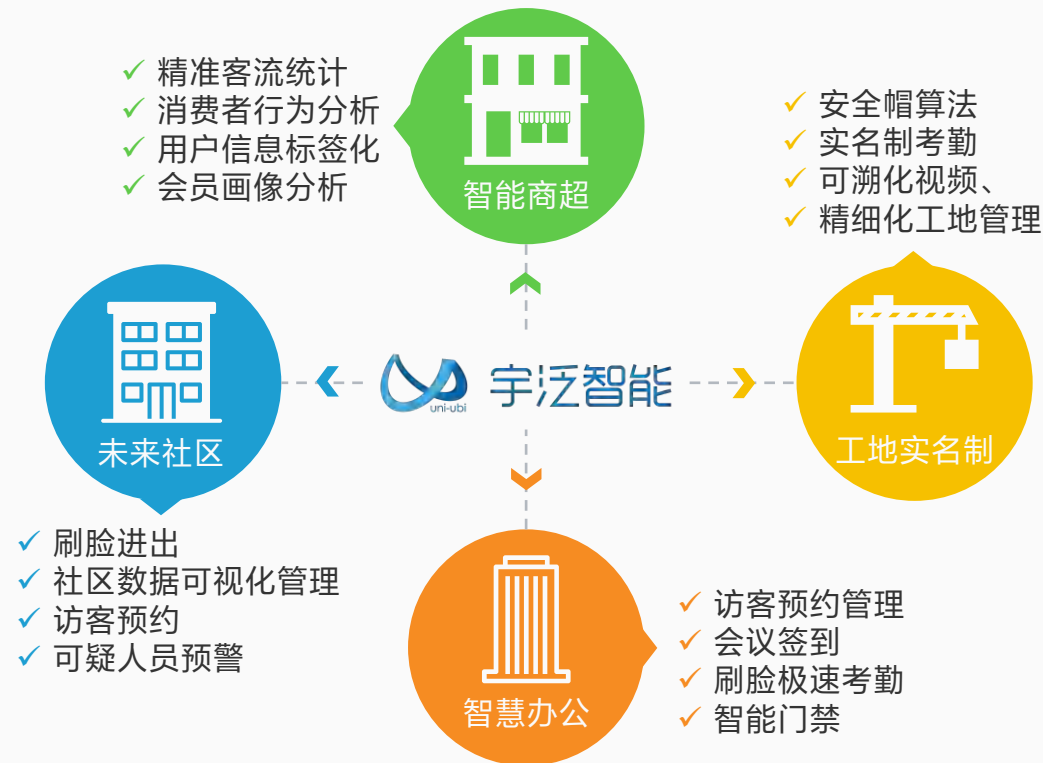 精准客流统计
消费者行为分析
用户信息标签化
会员画像分析
智能商超
安全帽算法
实名制考勤
可溯化视频、
精细化工地管理
工地实名制
uni-ubi
宇泛智能
未来社区
刷脸进出
社区数据可视化管理
访客预约
可疑人员预警
智慧办公
访客预约管理
会议签到
刷脸极速考勤
智能门禁